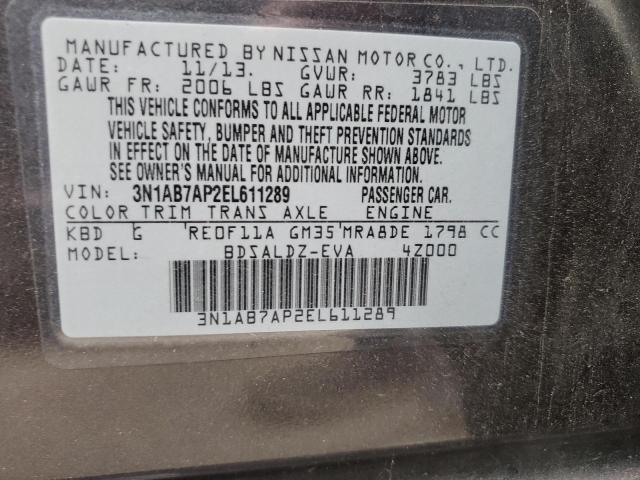 MANUFACTURED BY NISSAN MOTOR CO., LTD.
DATE: 11/13. GVWR: 3783 LBS
GAWR FR: 2006 LBS GAWR RR: 1841 LBS
THIS VEHICLE CONFORMS TO ALL APPLICABLE FEDERAL MOTOR
VEHICLE SAFETY, BUMPER AND THEFT PREVENTION STANDARDS
IN EFFECT ON THE DATE OF MANUFACTURE SHOWN ABOVE.
SEE OWNER'S MANUAL FOR ADDITIONAL INFORMATION.
VIN: 3N1AB7AP2EL611289 PASSENGER CAR.
COLOR TRIM TRANS AXLE ENGINE
KBD G RE0F11A GM35 MRA8DE 1798 CC
MODEL: BDSALDZ-EVA 4Z000
3N1AB7AP2EL611289